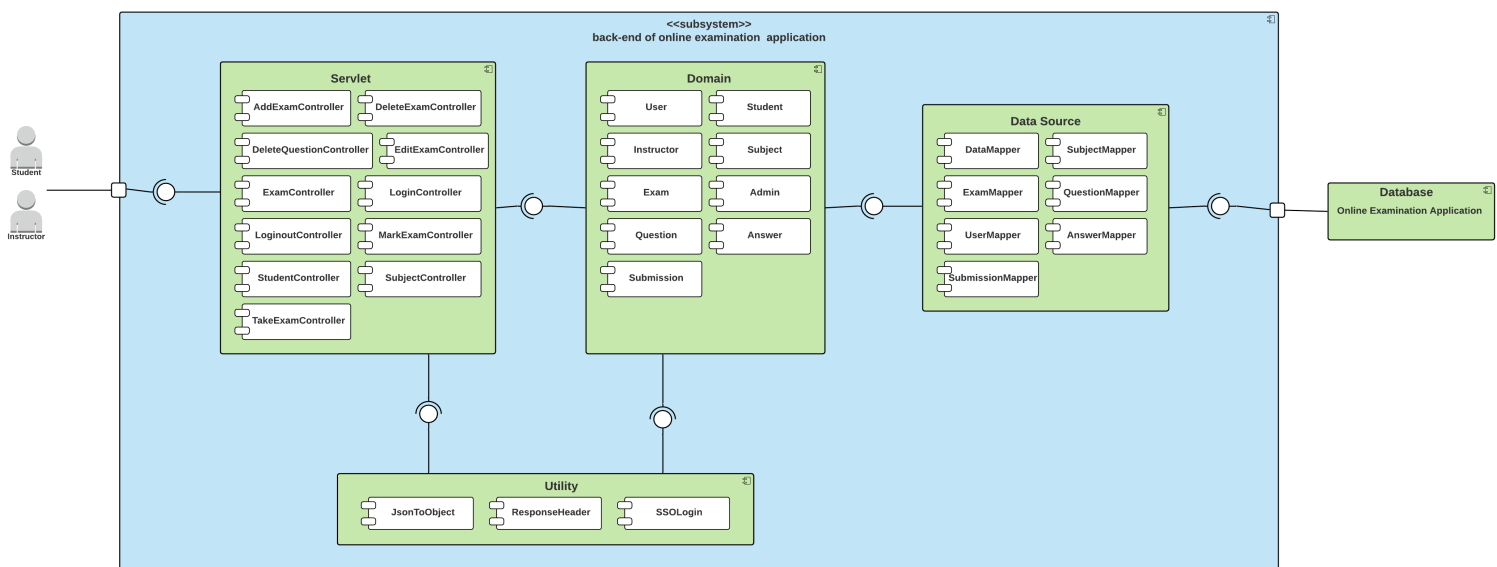 <<subsystem>>
back-end of online examination application
Student
Instructor
Servlet
AddExamController
DeleteExamController
DeleteQuestionController
EditExamController
ExamController
LoginController
LoginoutController
MarkExamController
StudentController
SubjectController
TakeExamController
Domain
User
Student
Instructor
Subject
Exam
Admin
Question
Answer
Submission
Data Source
DataMapper
SubjectMapper
ExamMapper
QuestionMapper
UserMapper
AnswerMapper
SubmissionMapper
Database
Online Examination Application
Utility
JsonToObject
ResponseHeader
SSOLogin